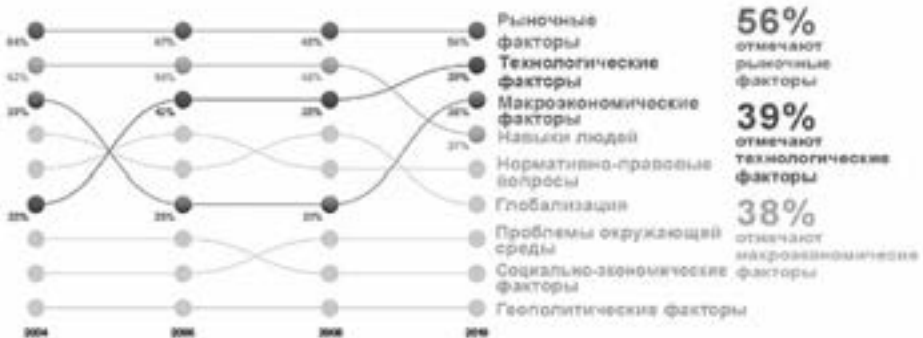 Рыночные
факторы
Технологические
факторы
Макроэкономические
факторы
Навыки людей
Нормативно-правовые
вопросы
Глобализация
Проблемы окружающей
среды
Социально-экономические
факторы
Геополитические факторы
56%
отмечают
рыночные
факторы
39%
отмечают
технологические
факторы
38%
отмечают
макроэкономичесие
факторы
2004
2006
2008
2010